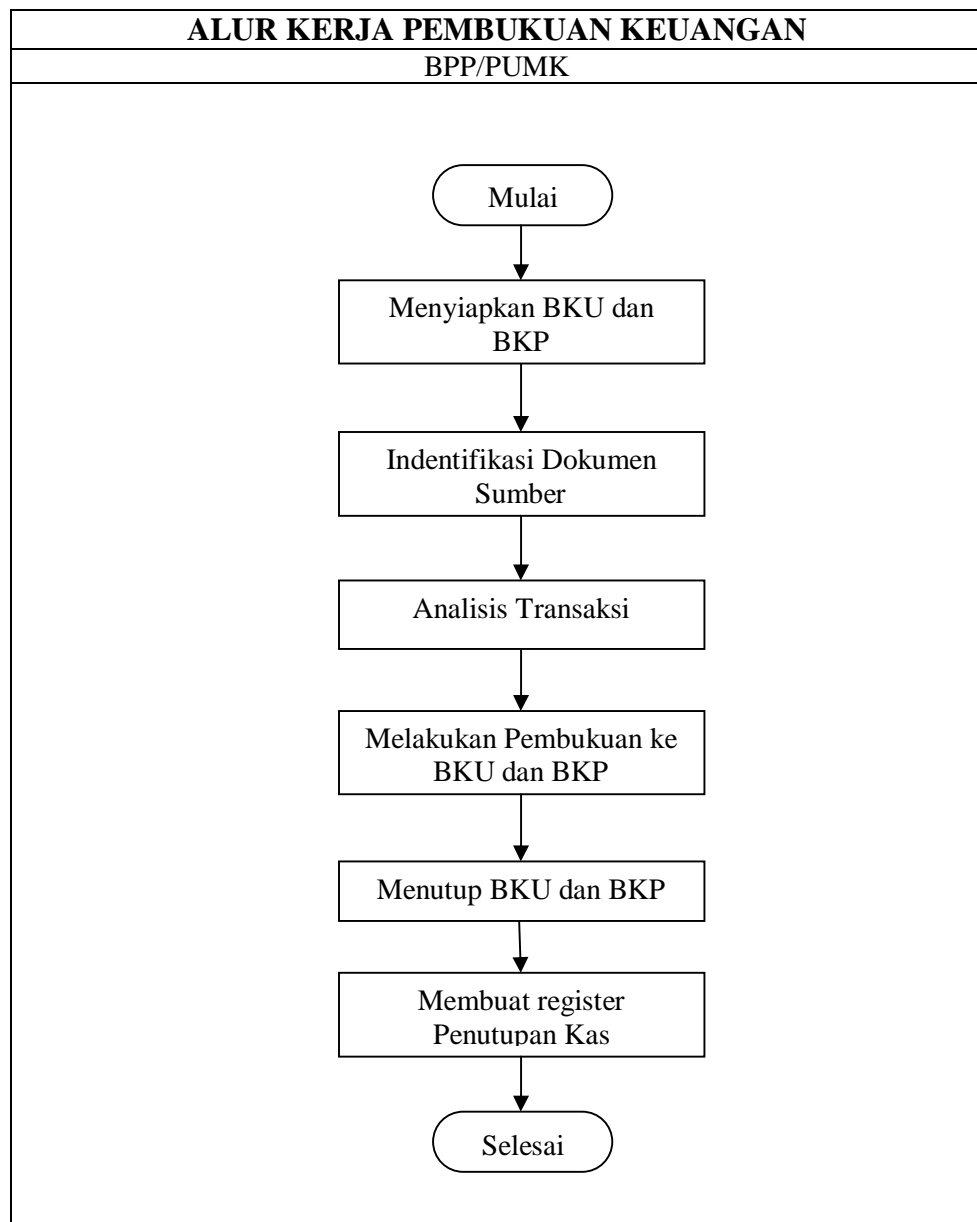 ALUR KERJA PEMBUKUAN KEUANGAN
BPP/PUMK
Mulai
Menyiapkan BKU dan
BKP
Indentifikasi Dokumen
Sumber
Analisis Transaksi
Melakukan Pembukuan ke
BKU dan BKP
Menutup BKU dan BKP
Membuat register
Penutupan Kas
Selesai